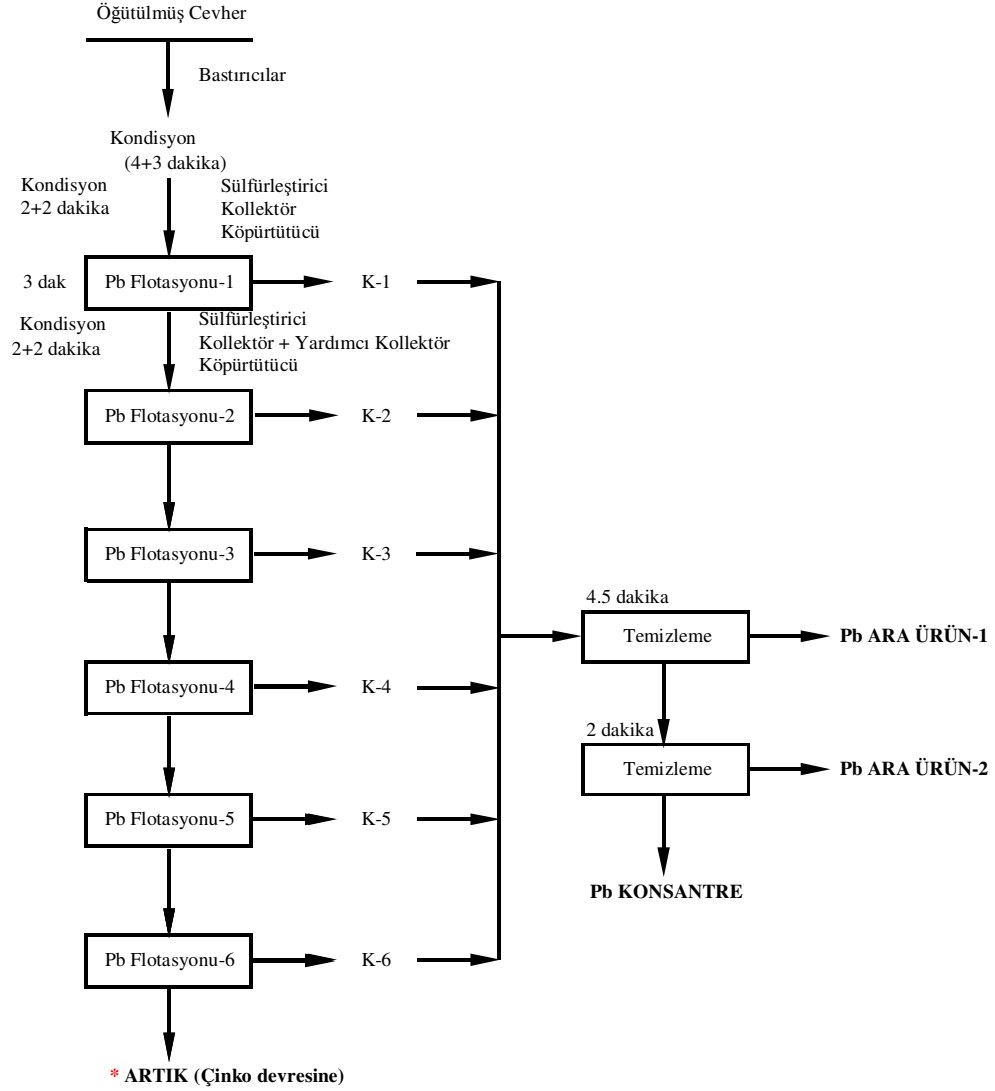 Öğütülmüş Cevher
Bastırıcılar
Kondisyon
(4+3 dakika)
Kondisyon
2+2 dakika
Sülfürleştirici
Kollektör
Köpürtütücü
3 dak
Pb Flotasyonu-1
K-1
Kondisyon
2+2 dakika
Sülfürleştirici
Kollektör + Yardımcı Kollektör
Köpürtütücü
Pb Flotasyonu-2
K-2
Pb Flotasyonu-3
K-3
4.5 dakika
Temizleme
Pb ARA ÜRÜN-1
Pb Flotasyonu-4
K-4
2 dakika
Temizleme
Pb ARA ÜRÜN-2
Pb Flotasyonu-5
K-5
Pb KONSANTRE
Pb Flotasyonu-6
K-6
* ARTIK (Çinko devresine)